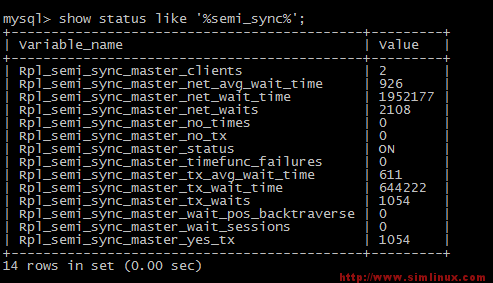 mysql> show status like '%semi_sync%';
+--------------------------------------------+---------+
| Variable_name                              | Value   |
+--------------------------------------------+---------+
| Rpl_semi_sync_master_clients               | 2       |
| Rpl_semi_sync_master_net_avg_wait_time     | 926     |
| Rpl_semi_sync_master_net_wait_time         | 1952177 |
| Rpl_semi_sync_master_net_waits             | 2108    |
| Rpl_semi_sync_master_no_times              | 0       |
| Rpl_semi_sync_master_no_tx                 | 0       |
| Rpl_semi_sync_master_status                | ON      |
| Rpl_semi_sync_master_timefunc_failures     | 0       |
| Rpl_semi_sync_master_tx_avg_wait_time      | 611     |
| Rpl_semi_sync_master_tx_wait_time          | 644222  |
| Rpl_semi_sync_master_tx_waits              | 1054    |
| Rpl_semi_sync_master_wait_pos_backtraverse | 0       |
| Rpl_semi_sync_master_wait_sessions         | 0       |
| Rpl_semi_sync_master_yes_tx                | 1054    |
+--------------------------------------------+---------+
14 rows in set (0.00 sec)
http://www.simlinux.com